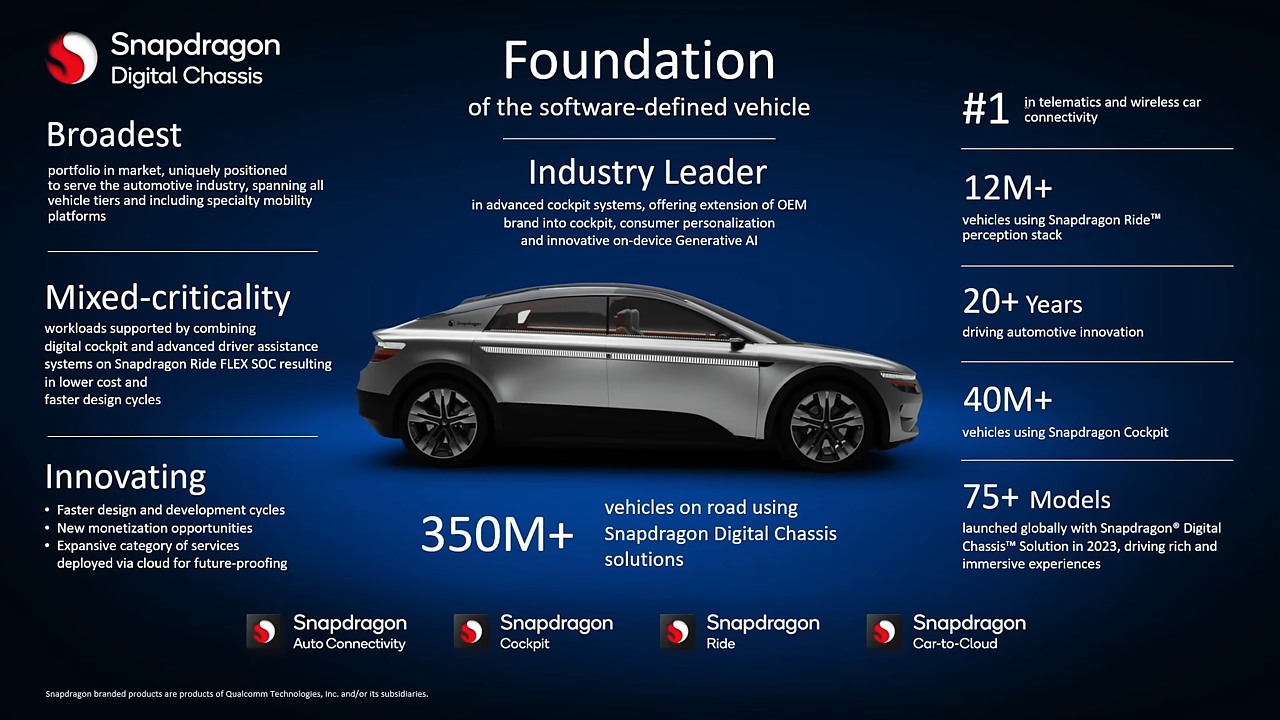 Snapdragon
Digital Chassis
Foundation
of the software-defined vehicle
Broadest
portfolio in market, uniquely positioned
to serve the automotive industry, spanning all
vehicle tiers and including specialty mobility
platforms
Mixed-criticality
workloads supported by combining
digital cockpit and advanced driver assistance
systems on Snapdragon Ride FLEX SOC resulting
in lower cost and
faster design cycles
Innovating
• Faster design and development cycles
• New monetization opportunities
• Expansive category of services
deployed via cloud for future-proofing
Industry Leader
in advanced cockpit systems, offering extension of OEM
brand into cockpit, consumer personalization
and innovative on-device Generative AI
Snapdragon
350M+
vehicles on road using
Snapdragon Digital Chassis
solutions
#1 in telematics and wireless car
connectivity
12M+
vehicles using Snapdragon Ride™
perception stack
20+ Years
driving automotive innovation
40M+
vehicles using Snapdragon Cockpit
75+ Models
launched globally with Snapdragon® Digital
Chassis™ Solution in 2023, driving rich and
immersive experiences
Snapdragon
Auto Connectivity
Snapdragon
Cockpit
Snapdragon
Ride
Snapdragon
Car-to-Cloud
Snapdragon branded products are products of Qualcomm Technologies, Inc. and/or its subsidiaries.